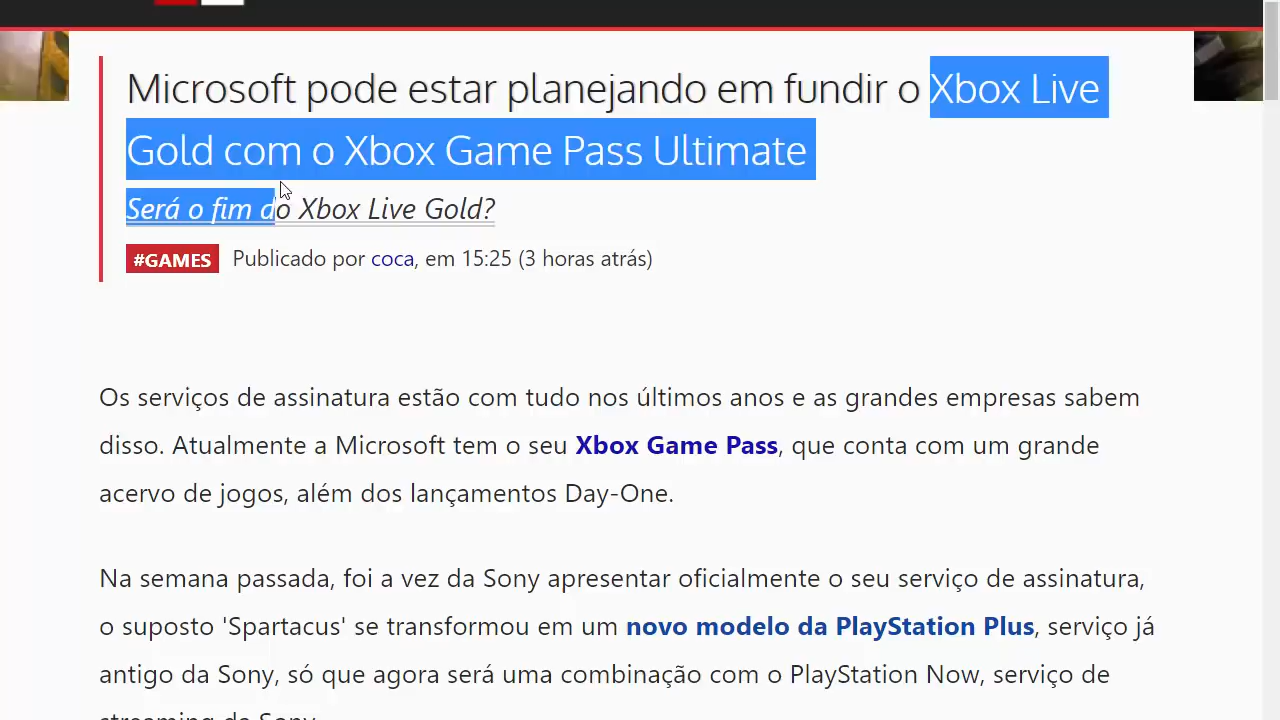 Microsoft pode estar planejando em fundir o Xbox Live
Gold com o Xbox Game Pass Ultimate
Será o fim do Xbox Live Gold?
#GAMES Publicado por coca, em 15:25 (3 horas atrás)
Os serviços de assinatura estão com tudo nos últimos anos e as grandes empresas sabem
disso. Atualmente a Microsoft tem o seu Xbox Game Pass, que conta com um grande
acervo de jogos, além dos lançamentos Day-One.
Na semana passada, foi a vez da Sony apresentar oficialmente o seu serviço de assinatura,
o suposto 'Spartacus' se transformou em um novo modelo da PlayStation Plus, serviço já
antigo da Sony, só que agora será uma combinação com o PlayStation Now, serviço de
streaming da Sony